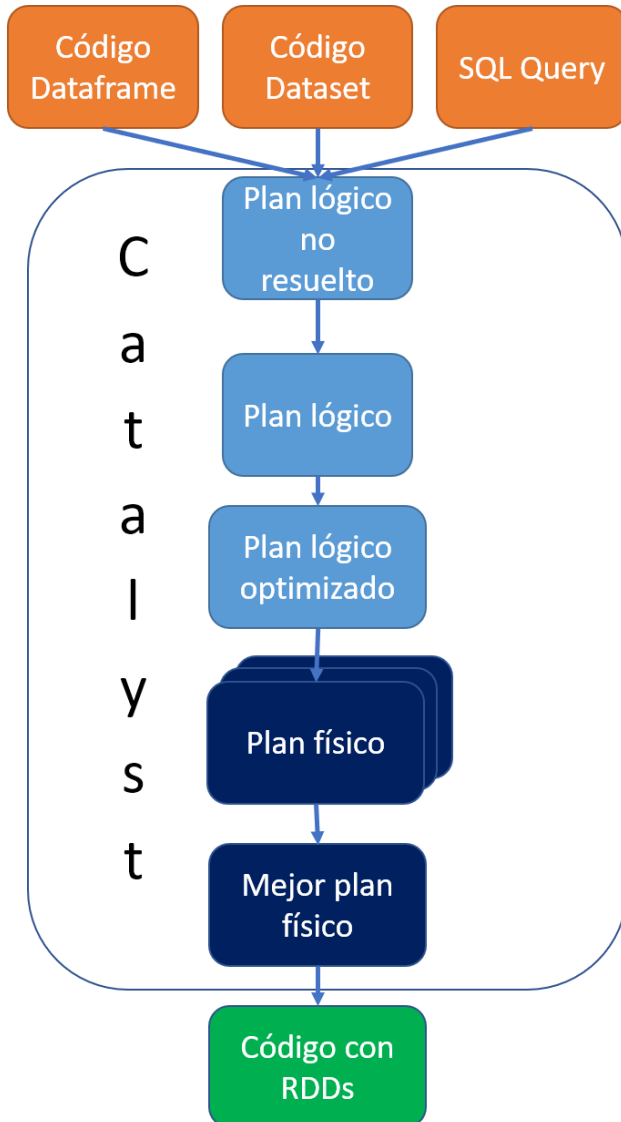 Código
Dataframe
Código
Dataset
SQL Query
Plan lógico
no
resuelto
Catalyst
Plan lógico
Plan lógico
optimizado
Plan físico
Mejor plan
físico
Código con
RDDs